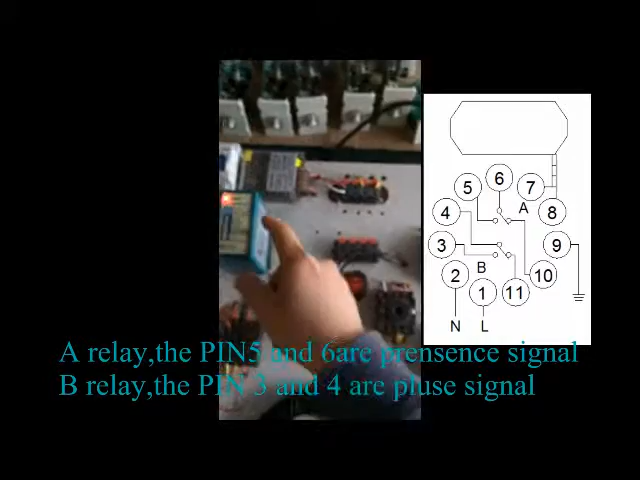 6
5
7
4
A
8
3
9
B
2
10
1
11
N
L
A relay,the PIN5 and 6are prensence signal
B relay,the PIN 3 and 4 are pluse signal